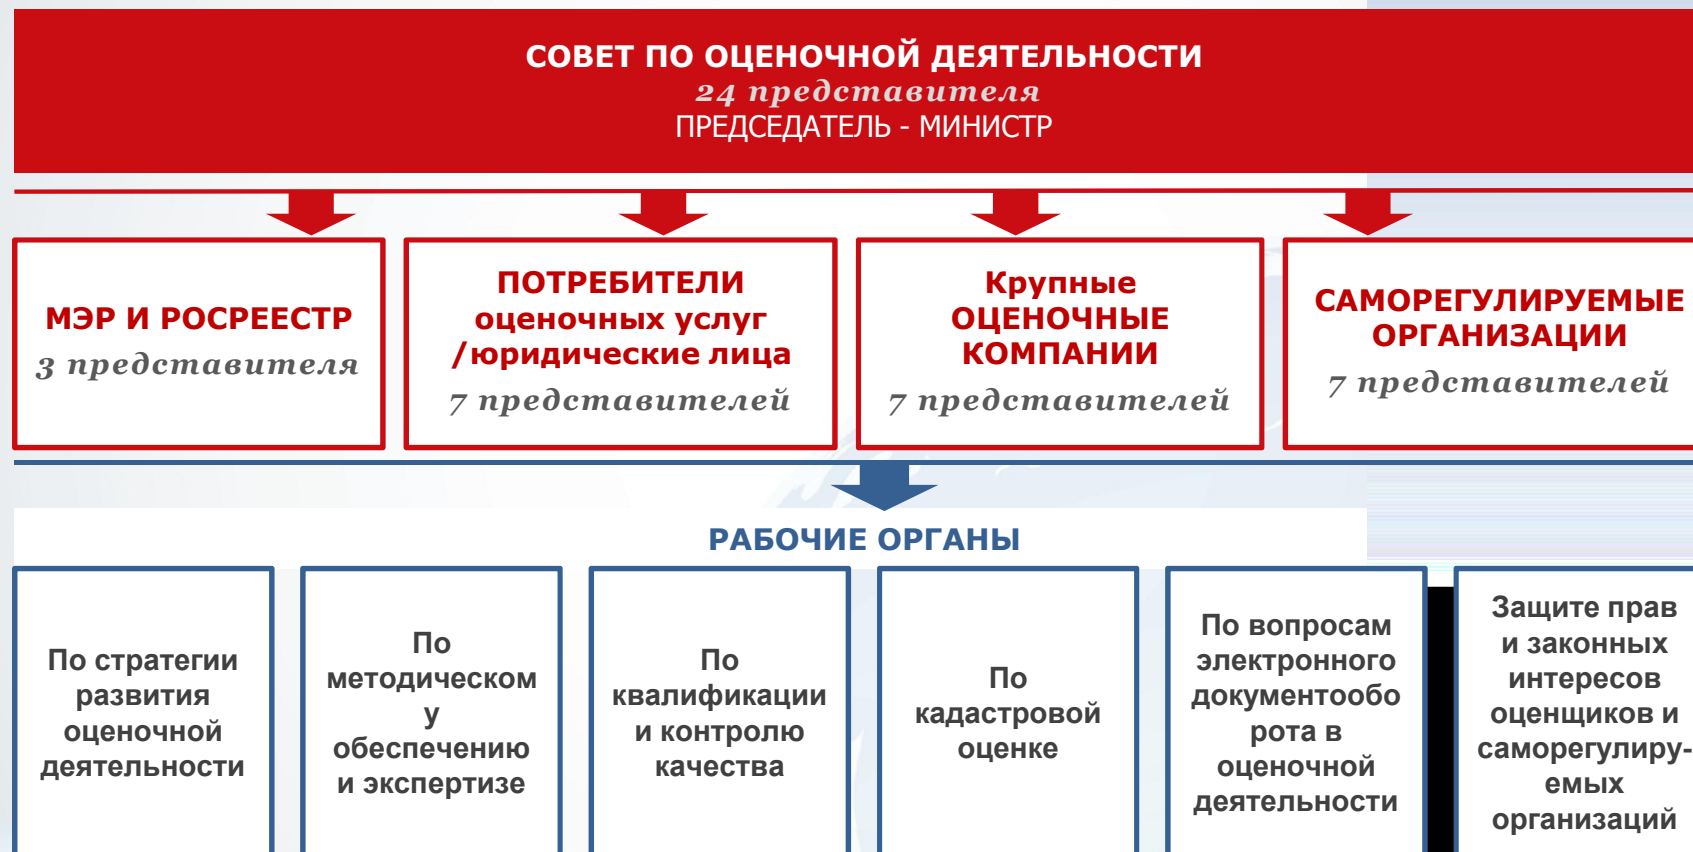 СОВЕТ ПО ОЦЕНОЧНОЙ ДЕЯТЕЛЬНОСТИ
24 представителя
ПРЕДСЕДАТЕЛЬ - МИНИСТР
МЭР И РОСРЕЕСТР
3 представителя
ПОТРЕБИТЕЛИ
оценочных услуг
/юридические лица
7 представителей
Крупные
ОЦЕНОЧНЫЕ
КОМПАНИИ
7 представителей
САМОРЕГУЛИРУЕМЫЕ
ОРГАНИЗАЦИИ
7 представителей
РАБОЧИЕ ОРГАНЫ
По стратегии
развития
оценочной
деятельности
По
методическом
у
обеспечению
и экспертизе
По
квалификации
и контролю
качества
По
кадастровой
оценке
По вопросам
электронного
документообо
рота в
оценочной
деятельности
Защите прав
и законных
интересов
оценщиков и
саморегулиру-
емых
организаций